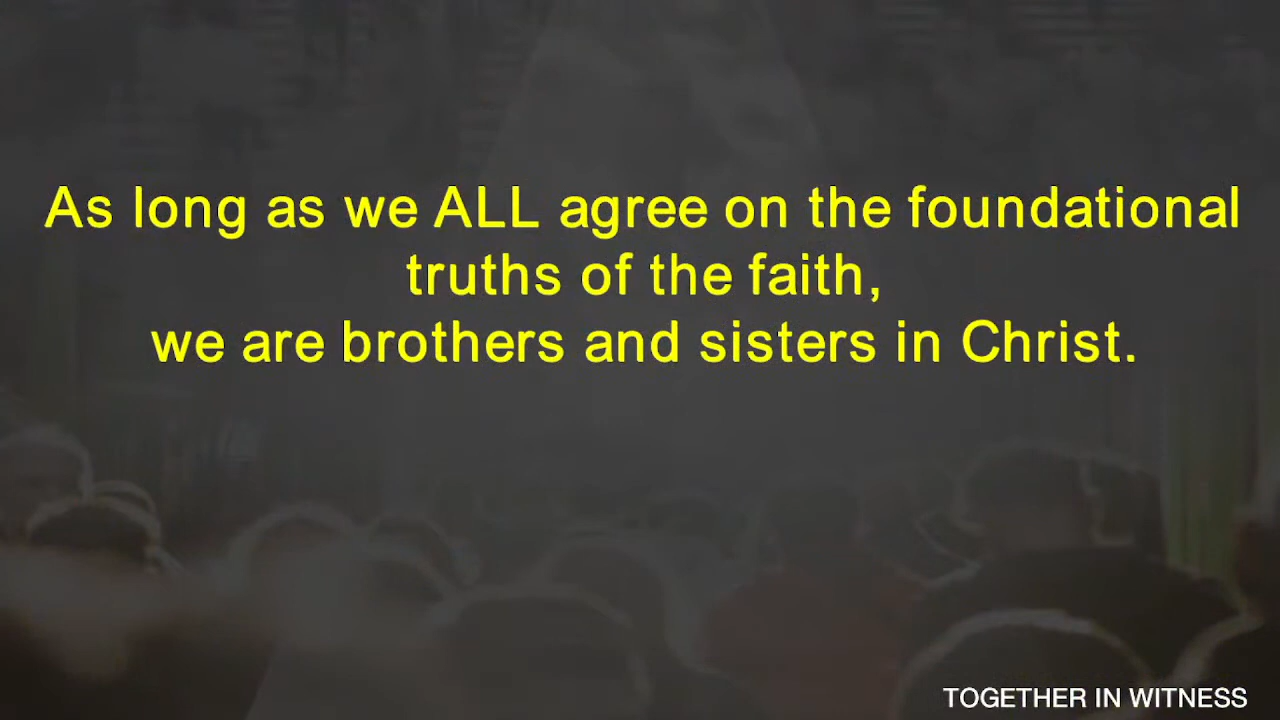 As long as we ALL agree on the foundational
truths of the faith,
we are brothers and sisters in Christ.
TOGETHER IN WITNESS